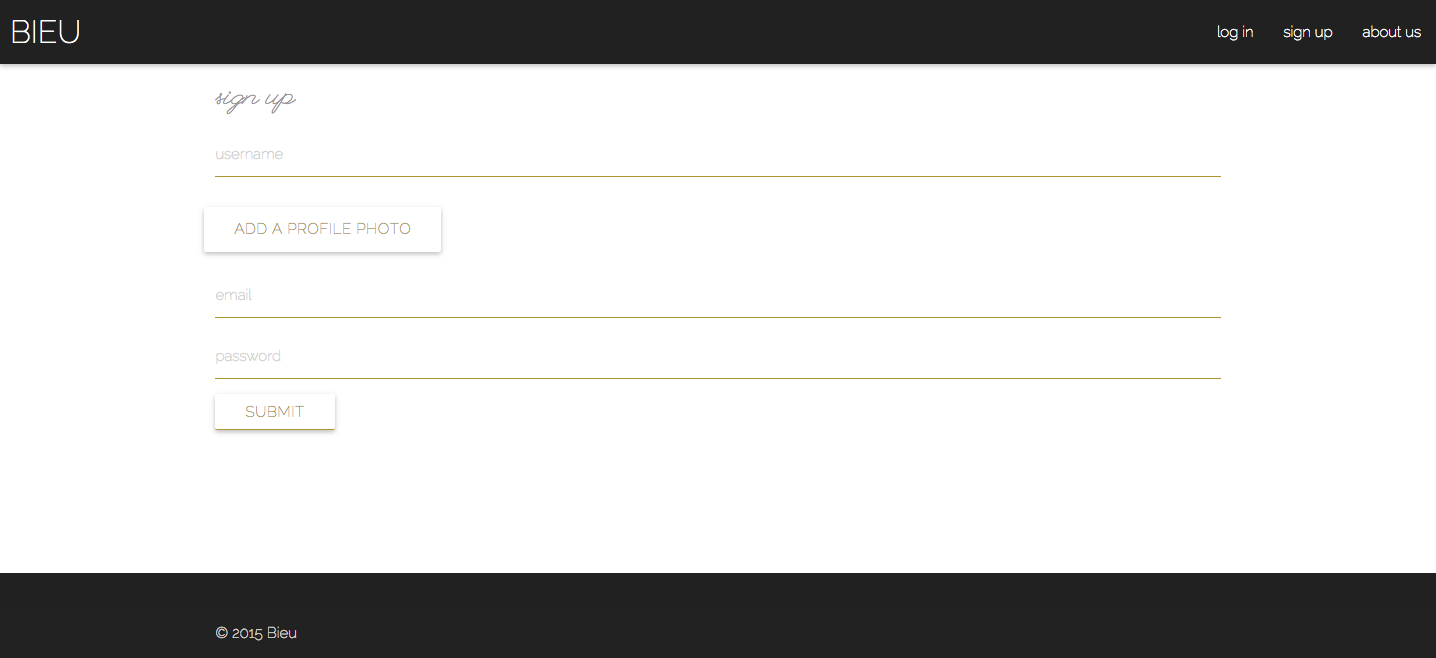 BIEU
log in sign up about us
sign up
username
ADD A PROFILE PHOTO
email
password
SUBMIT
© 2015 Bieu